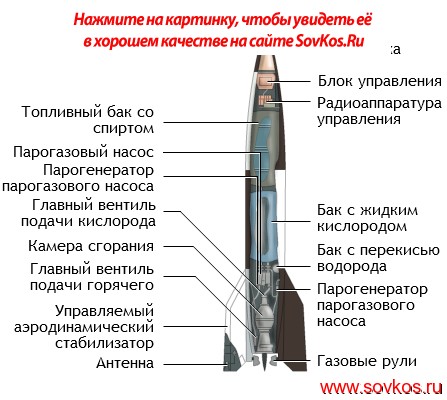 Нажмите на картинку, чтобы увидеть её
в хорошем качестве на сайте SovKos.Ru
Блок управления
Радиоаппаратура
управления
Топливный бак со
спиртом
Парогазовый насос
Парогенератор
парогазового насоса
Главный вентиль
подачи кислорода
Камера сгорания
Главный вентиль
подачи горячего
Управляемый
аэродинамический
стабилизатор
Антенна
Бак с жидким
кислородом
Бак с перекисью
водорода
Парогенератор
парогазового
насоса
Газовые рули
www.sovkos.ru